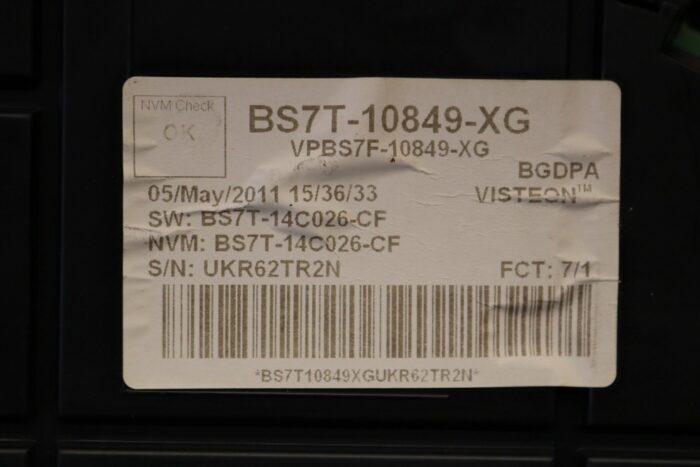 NVM Check
OK
BS7T-10849-XG
VPBS7F-10849-XG
BGDPA
05/May/2011 15/36/33
VISTEON™
SW: BS7T-14C026-CF
NVM: BS7T-14C026-CF
S/N: UKR62TR2N
FCT: 7/1
*BS7T10849XGUKR62TR2N*